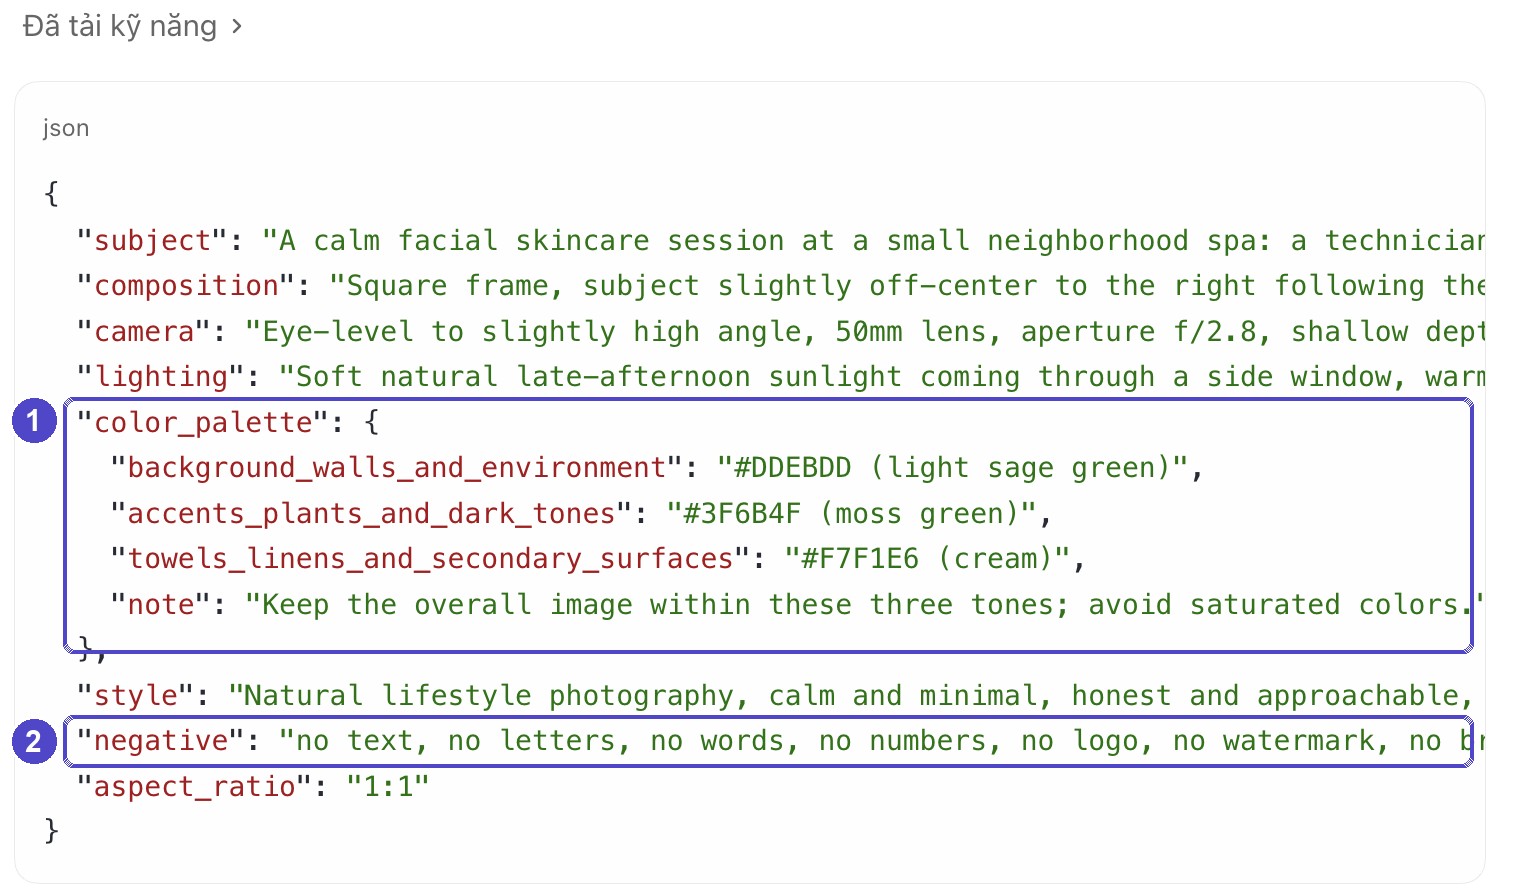 Đã tải kỹ năng >
json
{
"subject": "A calm facial skincare session at a small neighborhood spa: a technician
"composition": "Square frame, subject slightly off-center to the right following the
"camera": "Eye-level to slightly high angle, 50mm lens, aperture f/2.8, shallow dept
"lighting": "Soft natural late-afternoon sunlight coming through a side window, warm
1
"color_palette": {
"background_walls_and_environment": "#DDEBDD (light sage green)",
"accents_plants_and_dark_tones": "#3F6B4F (moss green)",
"towels_linens_and_secondary_surfaces": "#F7F1E6 (cream)",
"note": "Keep the overall image within these three tones; avoid saturated colors."
},
"style": "Natural lifestyle photography, calm and minimal, honest and approachable,
2
"negative": "no text, no letters, no words, no numbers, no logo, no watermark, no br
"aspect_ratio": "1:1"
}